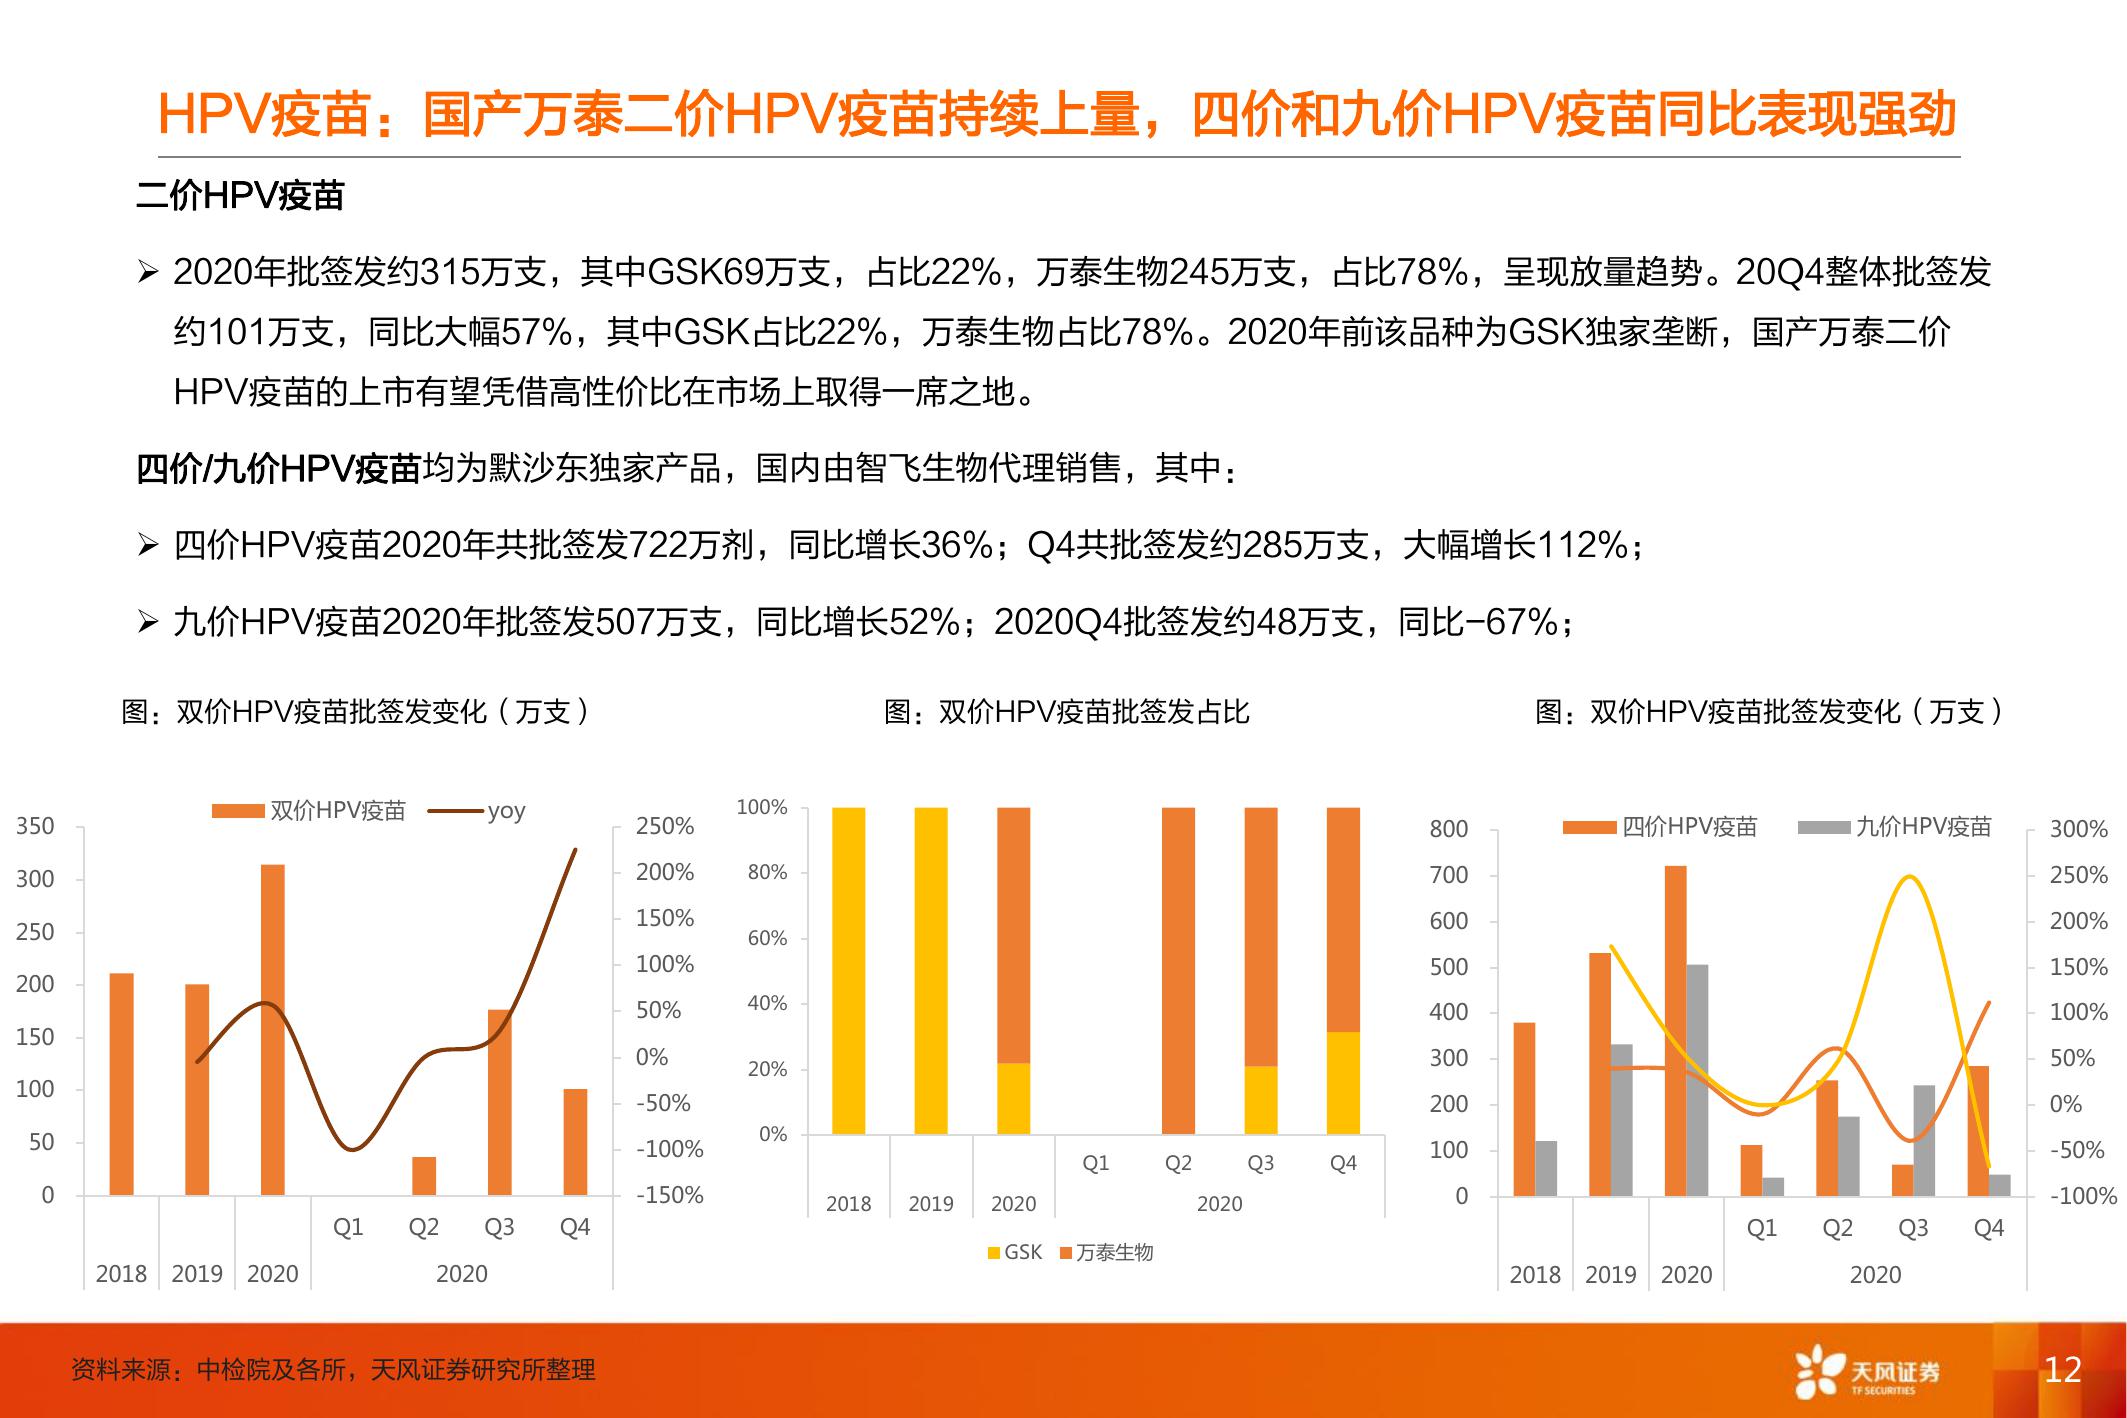 HPV疫苗：国产万泰二价HPV疫苗持续上量，四价和九价HPV疫苗同比表现强劲
二价HPV疫苗
➢ 2020年批签发约315万支，其中GSK69万支，占比22%，万泰生物245万支，占比78%，呈现放量趋势。20Q4整体批签发
约101万支，同比大幅57%，其中GSK占比22%，万泰生物占比78%。2020年前该品种为GSK独家垄断，国产万泰二价
HPV疫苗的上市有望凭借高性价比在市场上取得一席之地。
四价/九价HPV疫苗均为默沙东独家产品，国内由智飞生物代理销售，其中：
➢ 四价HPV疫苗2020年共批签发722万剂，同比增长36%；Q4共批签发约285万支，大幅增长112%；
➢ 九价HPV疫苗2020年批签发507万支，同比增长52%；2020Q4批签发约48万支，同比-67%；
图：双价HPV疫苗批签发变化（万支）
双价HPV疫苗 yoy
350 250%
300 200%
250 150%
200 100%
150 50%
100 0%
50 -50%
0 -100%
-150%
Q1 Q2 Q3 Q4
2018 2019 2020 2020
图：双价HPV疫苗批签发占比
100%
80%
60%
40%
20%
0%
Q1 Q2 Q3 Q4
2018 2019 2020 2020
GSK 万泰生物
图：双价HPV疫苗批签发变化（万支）
四价HPV疫苗 九价HPV疫苗
800 300%
700 250%
600 200%
500 150%
400 100%
300 50%
200 0%
100 -50%
0 -100%
Q1 Q2 Q3 Q4
2018 2019 2020 2020
资料来源：中检院及各所，天风证券研究所整理
天风证券
TF SECURITIES
12